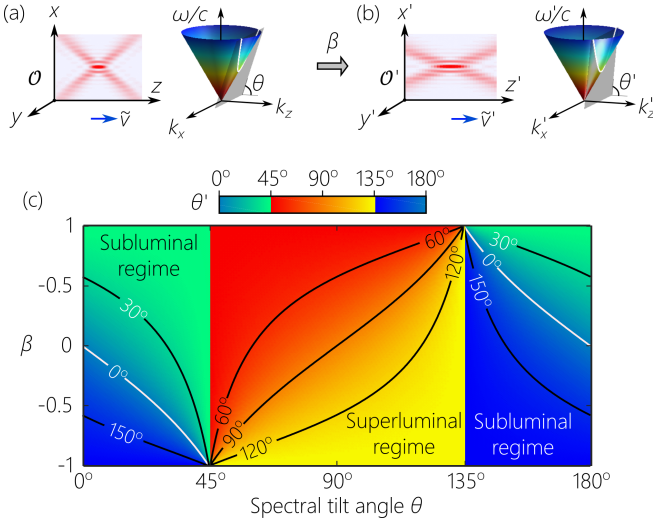 (a)
x
O
z
y
ṽ
ω/c
θ
k_z
k_x
β
(b)
x'
O'
z'
y'
ṽ'
ω'/c
θ'
k'_z
k'_x
(c)
θ'
0° 45° 90° 135° 180°
β
1
-0.5
0
-0.5
-1
Subluminal
regime
30°
0°
150°
60°
90°
120°
60°
120°
Superluminal
regime
30°
0°
150°
Subluminal
regime
0° 45° 90° 135° 180°
Spectral tilt angle θ